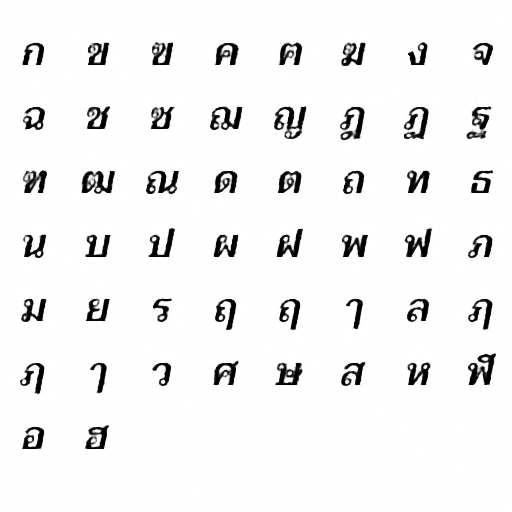 ก ข ฃ ค ฅ ฆ ง จ
ฉ ช ซ ฌ ญ ฎ ฏ ฐ
ฑ ฒ ณ ด ต ถ ท ธ
น บ ป ผ ฝ พ ฟ ภ
ม ย ร ฤ ฤ ๅ ล ฦ
ฦ ๅ ว ศ ษ ส ห ฬ
อ ฮ